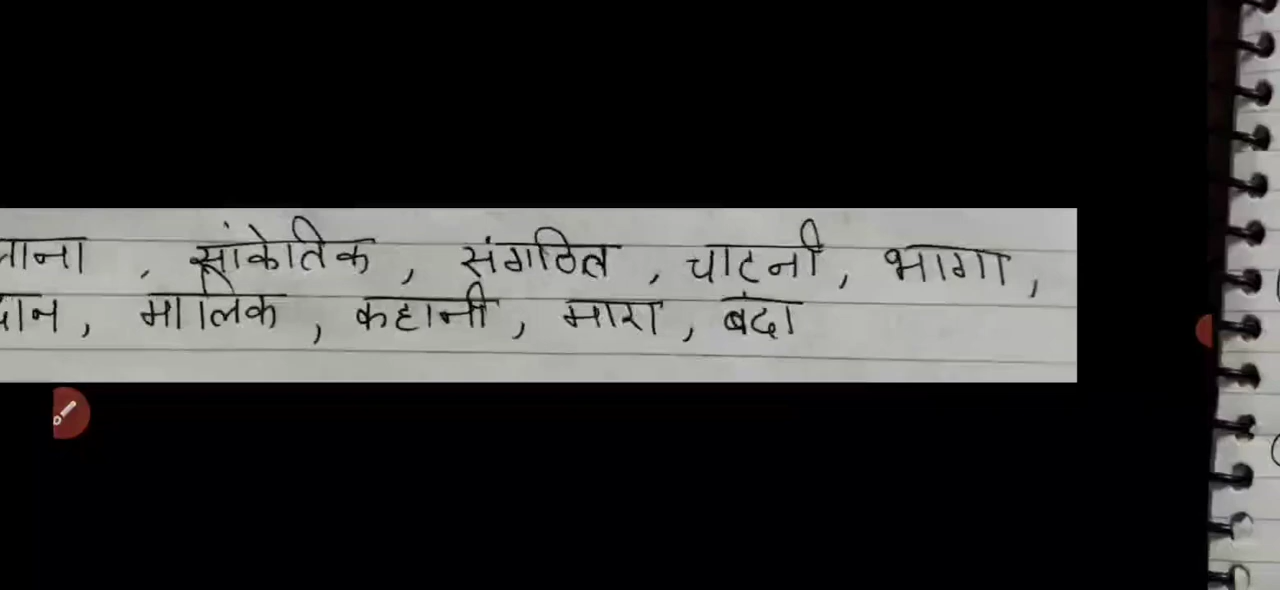 , सांकेतिक, संगठित, चाटनी, भागा,
, मालिक, कहानी, मारा, बंदा